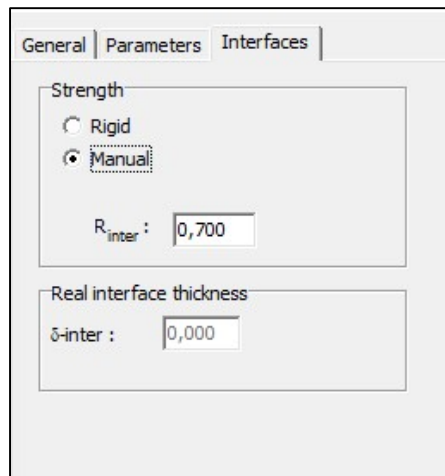 General Parameters Interfaces
Strength
Rigid
Manual
Rinter : 0,700
Real interface thickness
δ-inter : 0,000